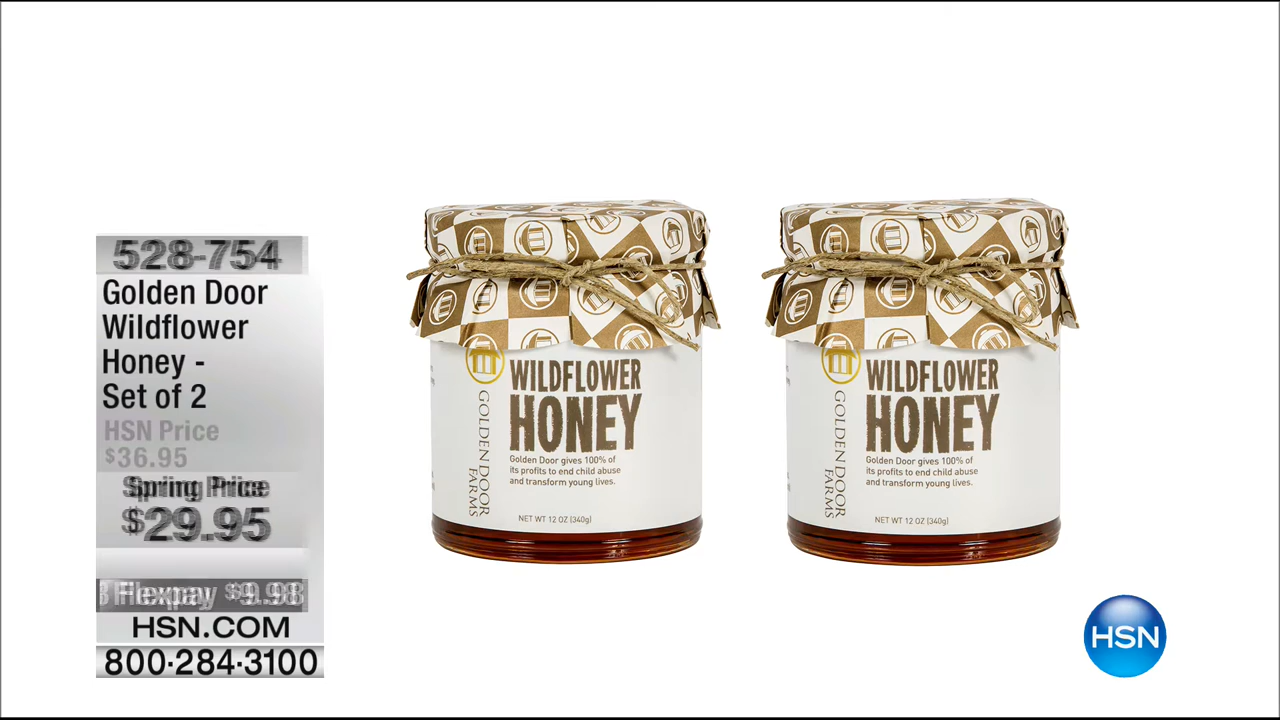 528-754
Golden Door
Wildflower
Honey -
Set of 2
HSN Price
$36.95
Spring Price
$29.95
Flexpay $9.98
HSN.COM
800-284-3100
WILDFLOWER
HONEY
GOLDEN DOOR
FARMS
Golden Door gives 100% of
its profits to end child abuse
and transform young lives.
NET WT 12 OZ (340g)
WILDFLOWER
HONEY
GOLDEN DOOR
FARMS
Golden Door gives 100% of
its profits to end child abuse
and transform young lives.
NET WT 12 OZ (340g)
HSN